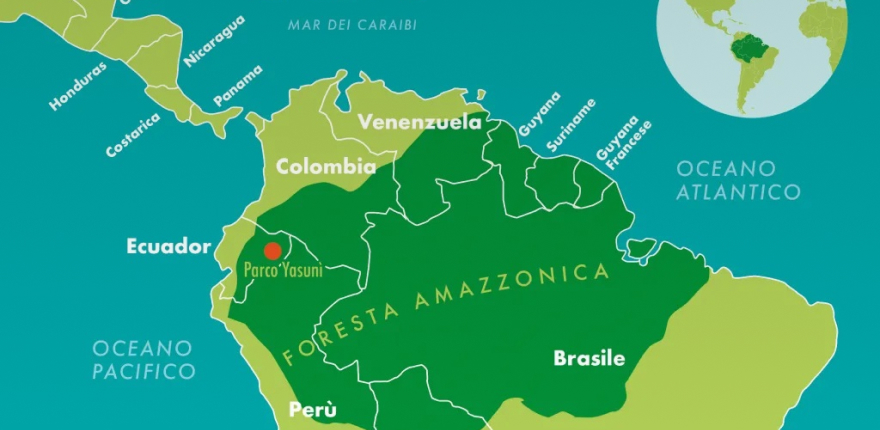 MAR DEI CARAIBI
Nicaragua
Honduras
Panama
Costarica
Venenzuela
Guyana
Suriname
Guyana
Francese
Colombia
OCEANO
ATLANTICO
Ecuador
Parco Yasuni
FORESTA AMAZZONICA
OCEANO
PACIFICO
Brasile
Perù